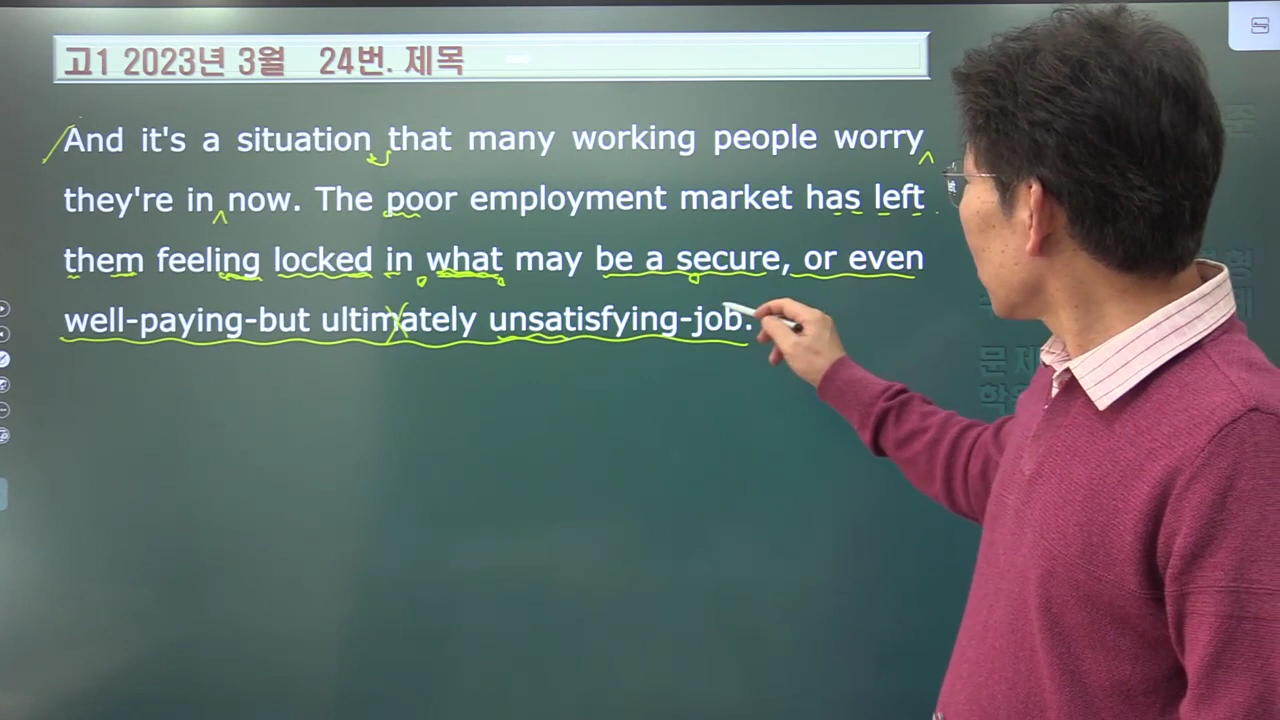 고1 2023년 3월 24번. 제목
And it's a situation that many working people worry
they're in now. The poor employment market has left
them feeling locked in what may be a secure, or even
well-paying-but ultimately unsatisfying-job.